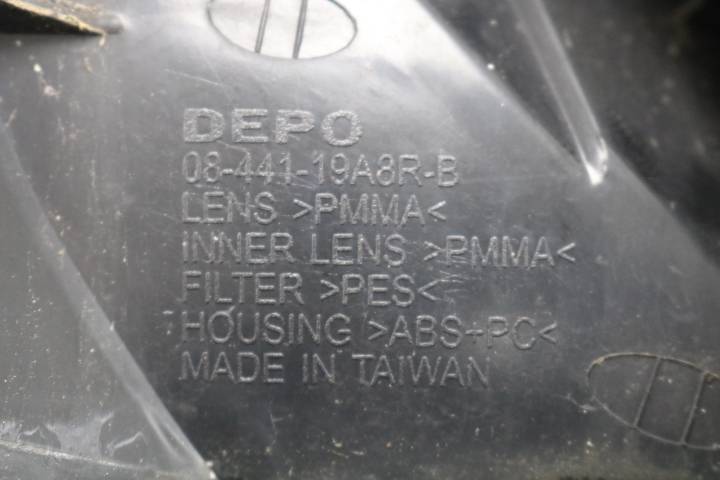 DEPO
08-441-19A8R-B
LENS >PMMA<
INNER LENS >PMMA<
FILTER >PES<
HOUSING >ABS+PC<
MADE IN TAIWAN